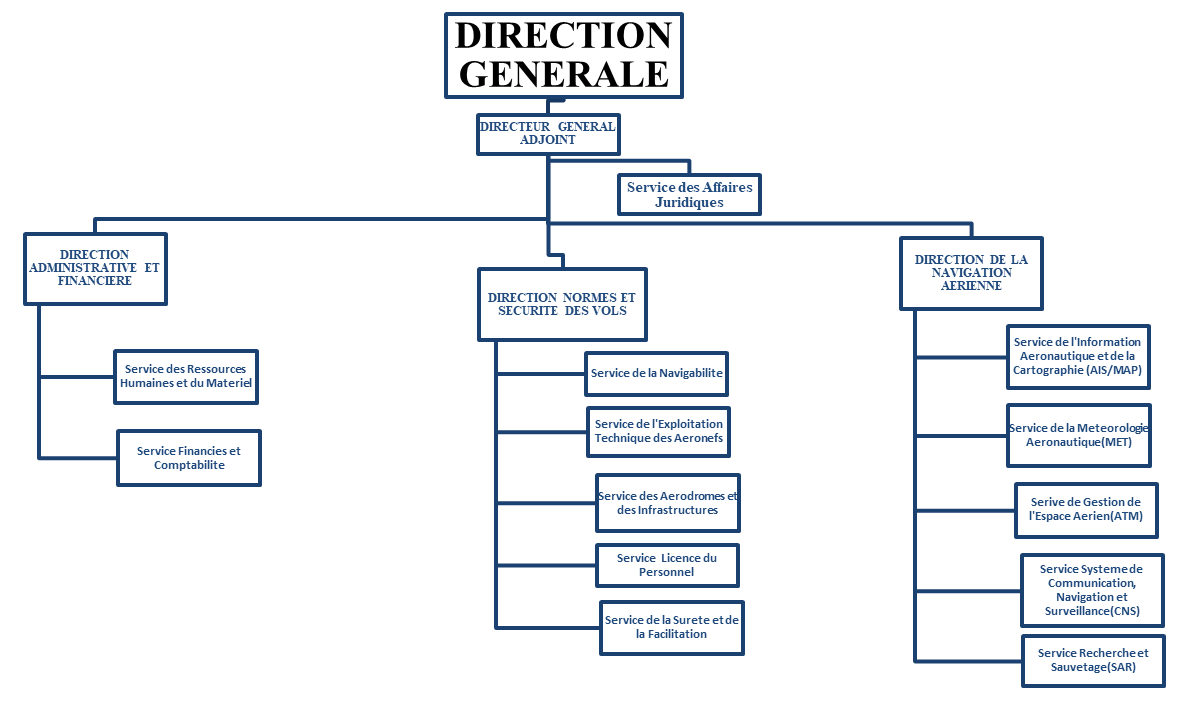 DIRECTION
GENERALE
DIRECTEUR GENERAL
ADJOINT
Service des Affaires
Juridiques
DIRECTION
ADMINISTRATIVE ET
FINANCIERE
Service des Ressources
Humaines et du Materiel
Service Financies et
Comptabilite
DIRECTION NORMES ET
SECURITE DES VOLS
Service de la Navigabilite
Service de l'Exploitation
Technique des Aeronefs
Service des Aerodromes et
des Infrastructures
Service Licence du
Personnel
Service de la Surete et de
la Facilitation
DIRECTION DE LA
NAVIGATION
AERIENNE
Service de l'Information
Aeronautique et de la
Cartographie (AIS/MAP)
Service de la Meteorologie
Aeronautique(MET)
Serive de Gestion de
l'Espace Aerien(ATM)
Service Systeme de
Communication,
Navigation et
Surveillance(CNS)
Service Recherche et
Sauvetage(SAR)